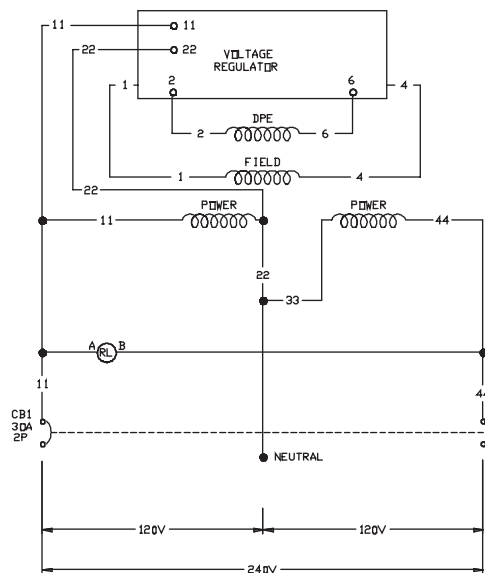 11
11
22
22
VOLTAGE
REGULATOR
1
2
6
4
DPE
2
6
FIELD
1
4
22
POWER
POWER
11
44
22
33
A
RL
B
11
44
CB1
30A
2P
NEUTRAL
120V
120V
240V